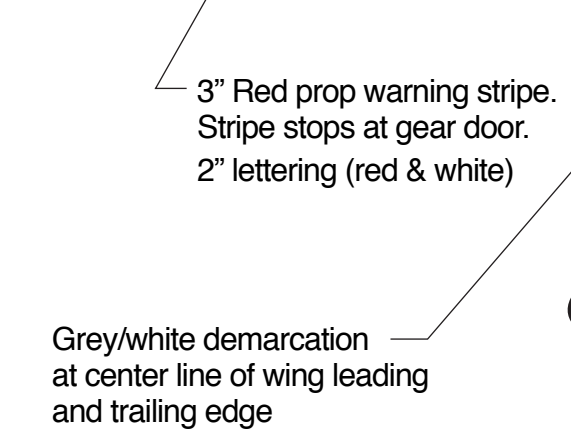 3” Red prop warning stripe.
Stripe stops at gear door.
2” lettering (red & white)
Grey/white demarcation
at center line of wing leading
and trailing edge